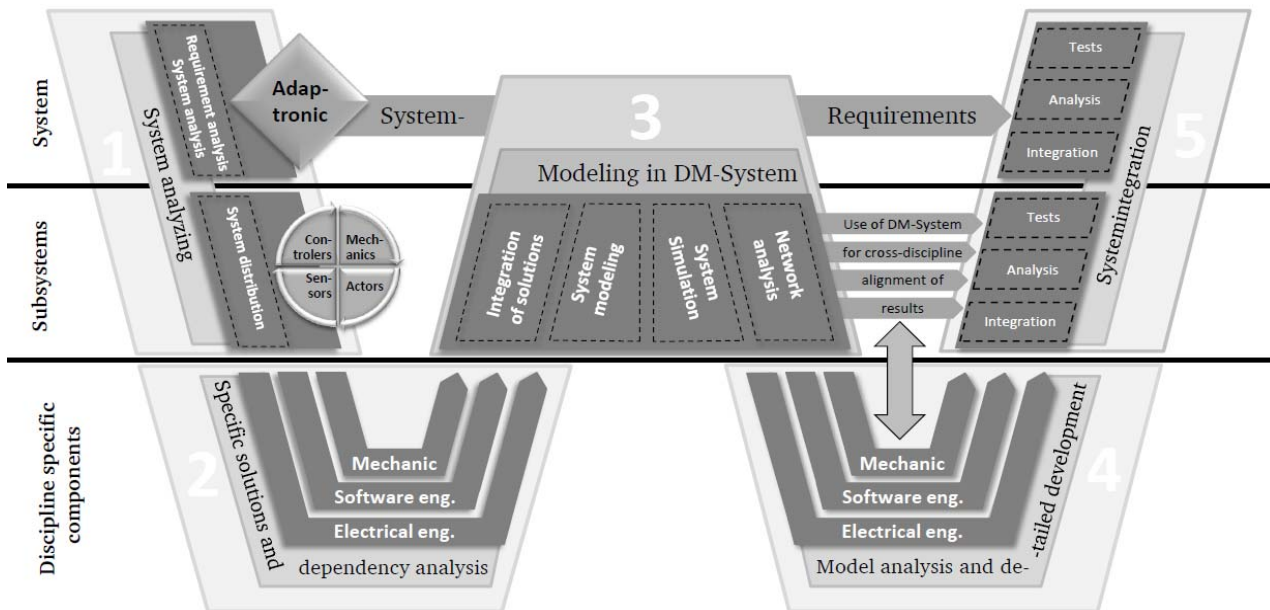 System
Subsystems
Discipline specific
components
1
System analyzing
Requirement analysis
System analysis
Adap-
tronic
System distribution
Con-
trolers
Mech-
anics
Sen-
sors
Actors
System-
Requirements
3
Modeling in DM-System
Integration
of solutions
System
modeling
System
Simulation
Network
analysis
Use of DM-System
for cross-discipline
alignment of
results
5
Systemintegration
Tests
Analysis
Integration
Tests
Analysis
Integration
2
Specific solutions and
dependency analysis
Mechanic
Software eng.
Electrical eng.
4
Model analysis and de-
-tailed development
Mechanic
Software eng.
Electrical eng.